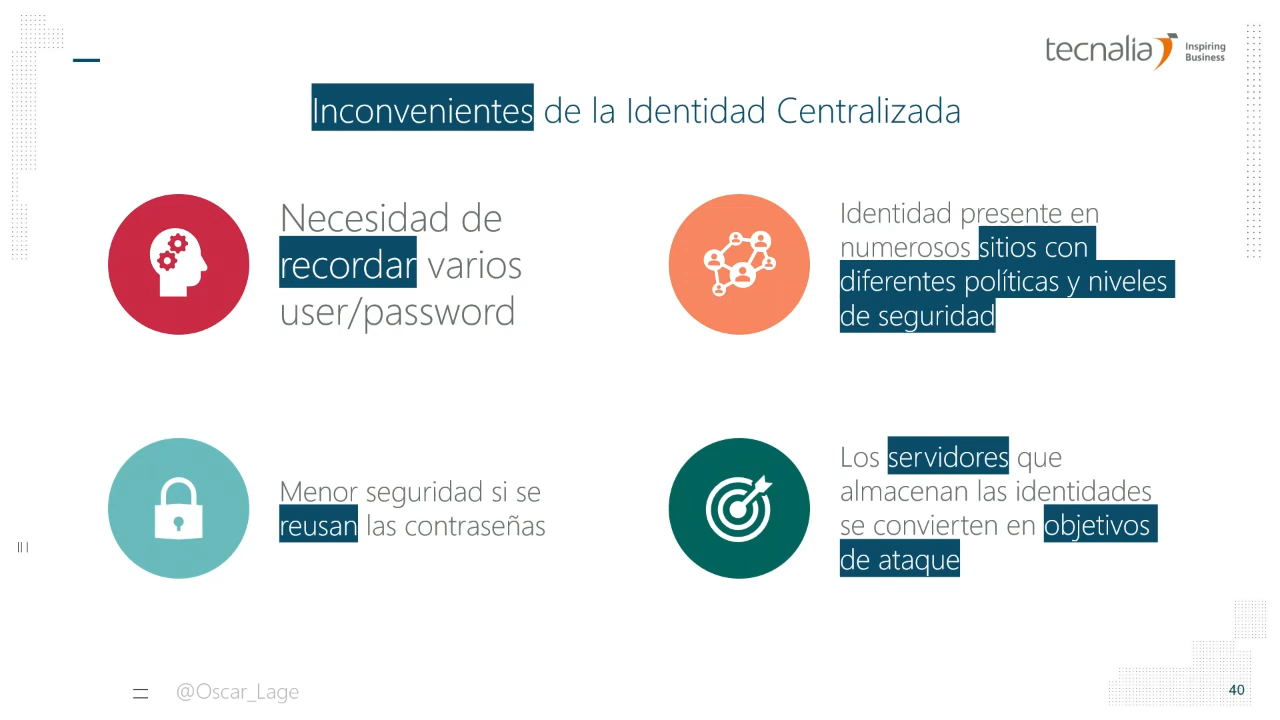 tecnalia Inspiring
Business
Inconvenientes de la Identidad Centralizada
Necesidad de
recordar varios
user/password
Identidad presente en
numerosos sitios con
diferentes políticas y niveles
de seguridad
Menor seguridad si se
reusan las contraseñas
Los servidores que
almacenan las identidades
se convierten en objetivos
de ataque
@Oscar_Lage
40